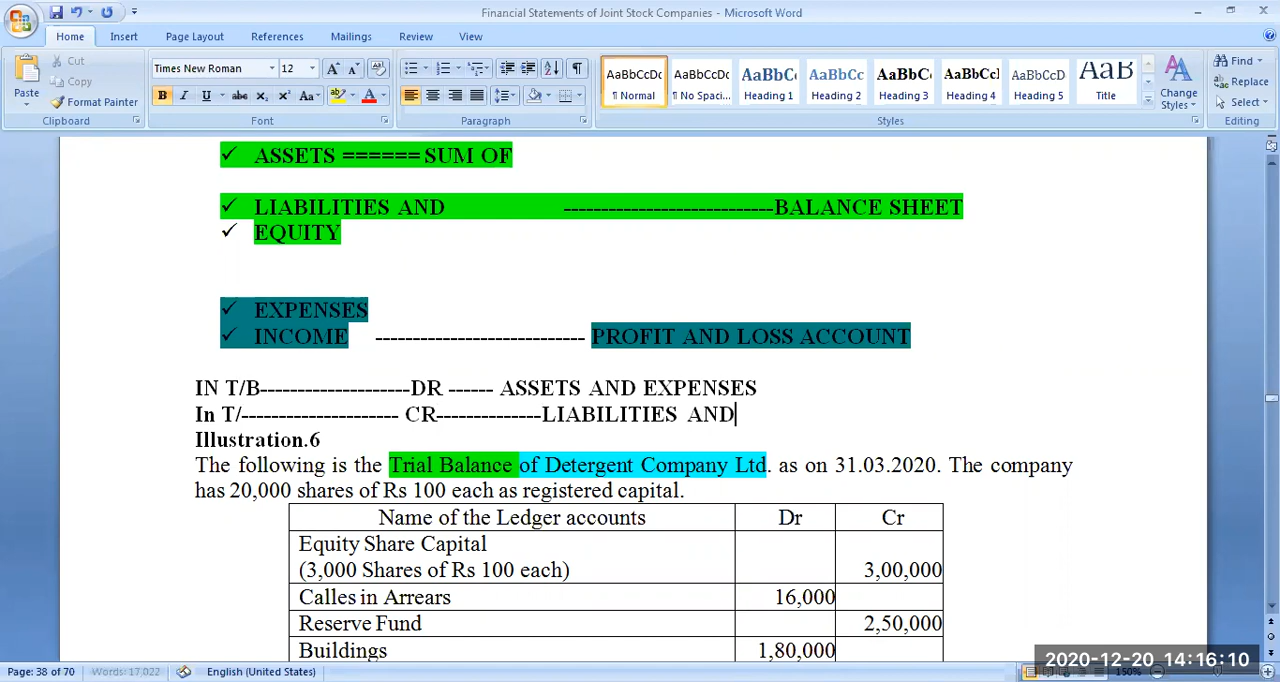 Financial Statements of Joint Stock Companies - Microsoft Word
Home Insert Page Layout References Mailings Review View
Paste
Cut
Copy
Format Painter
Clipboard
Times New Roman 12
Font
Paragraph
AaBbCcDc AaBbCcDc AaBbC AaBbCc AaBbCc AaBbCcI AaBbCcD AaB
¶ Normal ¶ No Spaci... Heading 1 Heading 2 Heading 3 Heading 4 Heading 5 Title
Change Styles
Styles
Find
Replace
Select
Editing
✓ ASSETS ====== SUM OF
✓ LIABILITIES AND ----------------------------BALANCE SHEET
✓ EQUITY
✓ EXPENSES
✓ INCOME ---------------------------- PROFIT AND LOSS ACCOUNT
IN T/B--------------------DR ------ ASSETS AND EXPENSES
In T/--------------------- CR--------------LIABILITIES AND
Illustration.6
The following is the Trial Balance of Detergent Company Ltd. as on 31.03.2020. The company
has 20,000 shares of Rs 100 each as registered capital.
Name of the Ledger accounts Dr Cr
Equity Share Capital
(3,000 Shares of Rs 100 each) 3,00,000
Calles in Arrears 16,000
Reserve Fund 2,50,000
Buildings 1,80,000
Page: 38 of 70 Words: 17,022 English (United States) 150%
2020-12-20 14:16:10